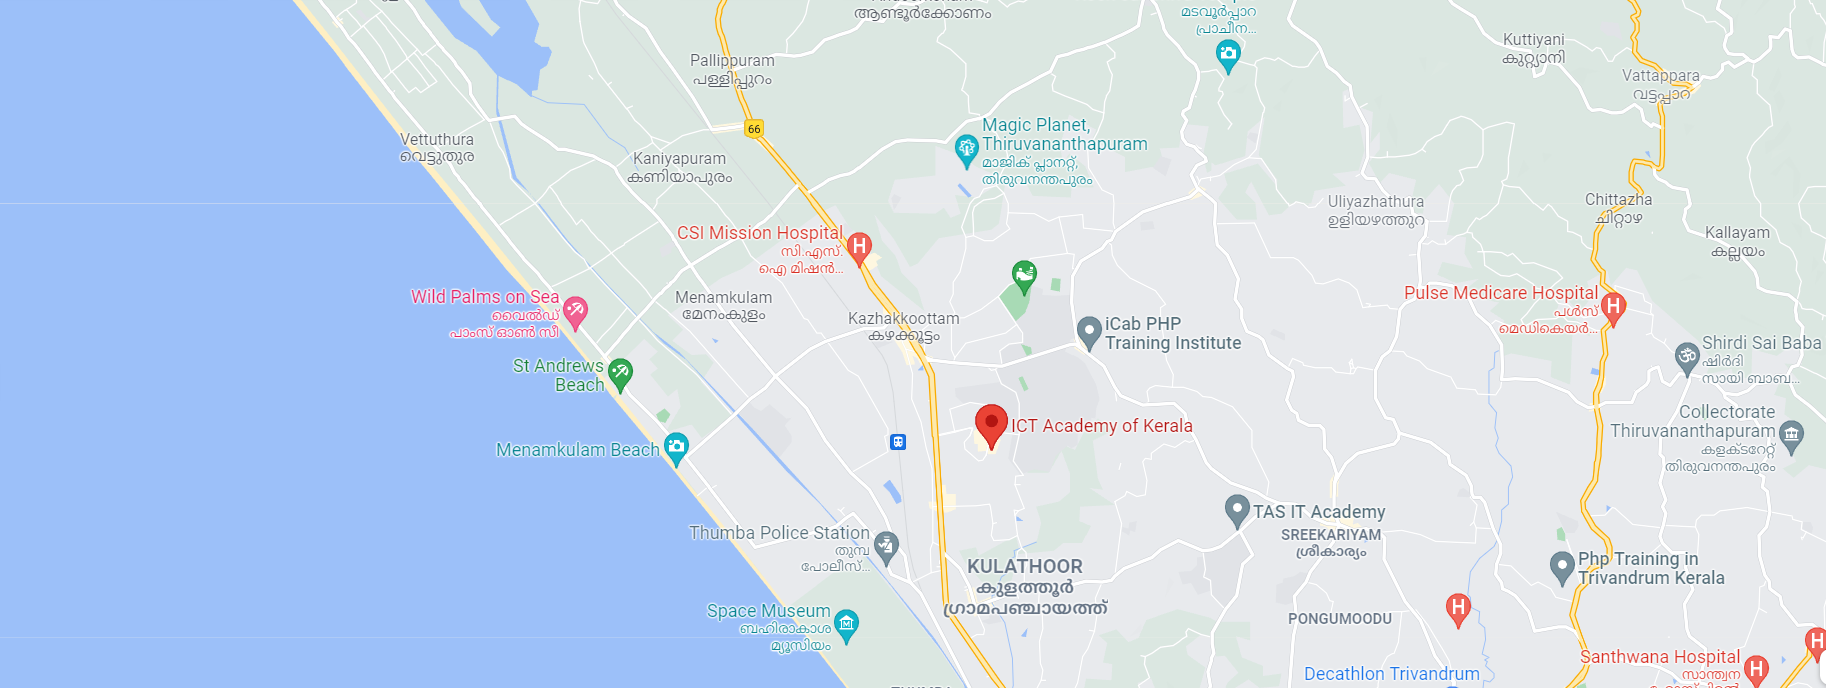 ആണ്ടൂർക്കോണം
മടവൂർപ്പാറ
പ്രാചീന...
Kuttiyani
കുറ്റ്യാനി
Pallippuram
പള്ളിപ്പുറം
Vattappara
വട്ടപ്പാറ
66
Magic Planet,
Thiruvananthapuram
മാജിക് പ്ലാനറ്റ്,
തിരുവനന്തപുരം
Vettuthura
വെട്ടുതുറ
Kaniyapuram
കണിയാപുരം
Uliyazhathura
ഉളിയഴത്തുറ
Chittazha
ചിറ്റാഴ
Kallayam
കല്ലയം
CSI Mission Hospital
സി.എസ്.
ഐ മിഷൻ...
H
Wild Palms on Sea
വൈൽഡ്
പാംസ് ഓൺ സീ
Menamkulam
മേനംകുളം
Kazhakkoottam
കഴക്കൂട്ടം
Pulse Medicare Hospital
പൾസ്
മെഡികെയർ...
H
iCab PHP
Training Institute
Shirdi Sai Baba
ഷിർദി
സായി ബാബ...
St Andrews
Beach
ICT Academy of Kerala
Collectorate
Thiruvananthapuram
കളക്ടറേറ്റ്
തിരുവനന്തപുരം
Menamkulam Beach
Thumba Police Station
തുമ്പ
പോലീസ്...
TAS IT Academy
SREEKARIYAM
ശ്രീകാര്യം
KULATHOOR
കുളത്തൂർ
ഗ്രാമപഞ്ചായത്ത്
Php Training in
Trivandrum Kerala
Space Museum
ബഹിരാകാശ
മ്യൂസിയം
PONGUMOODU
H
H
Santhwana Hospital
സാന്ത്വന
H
Decathlon Trivandrum